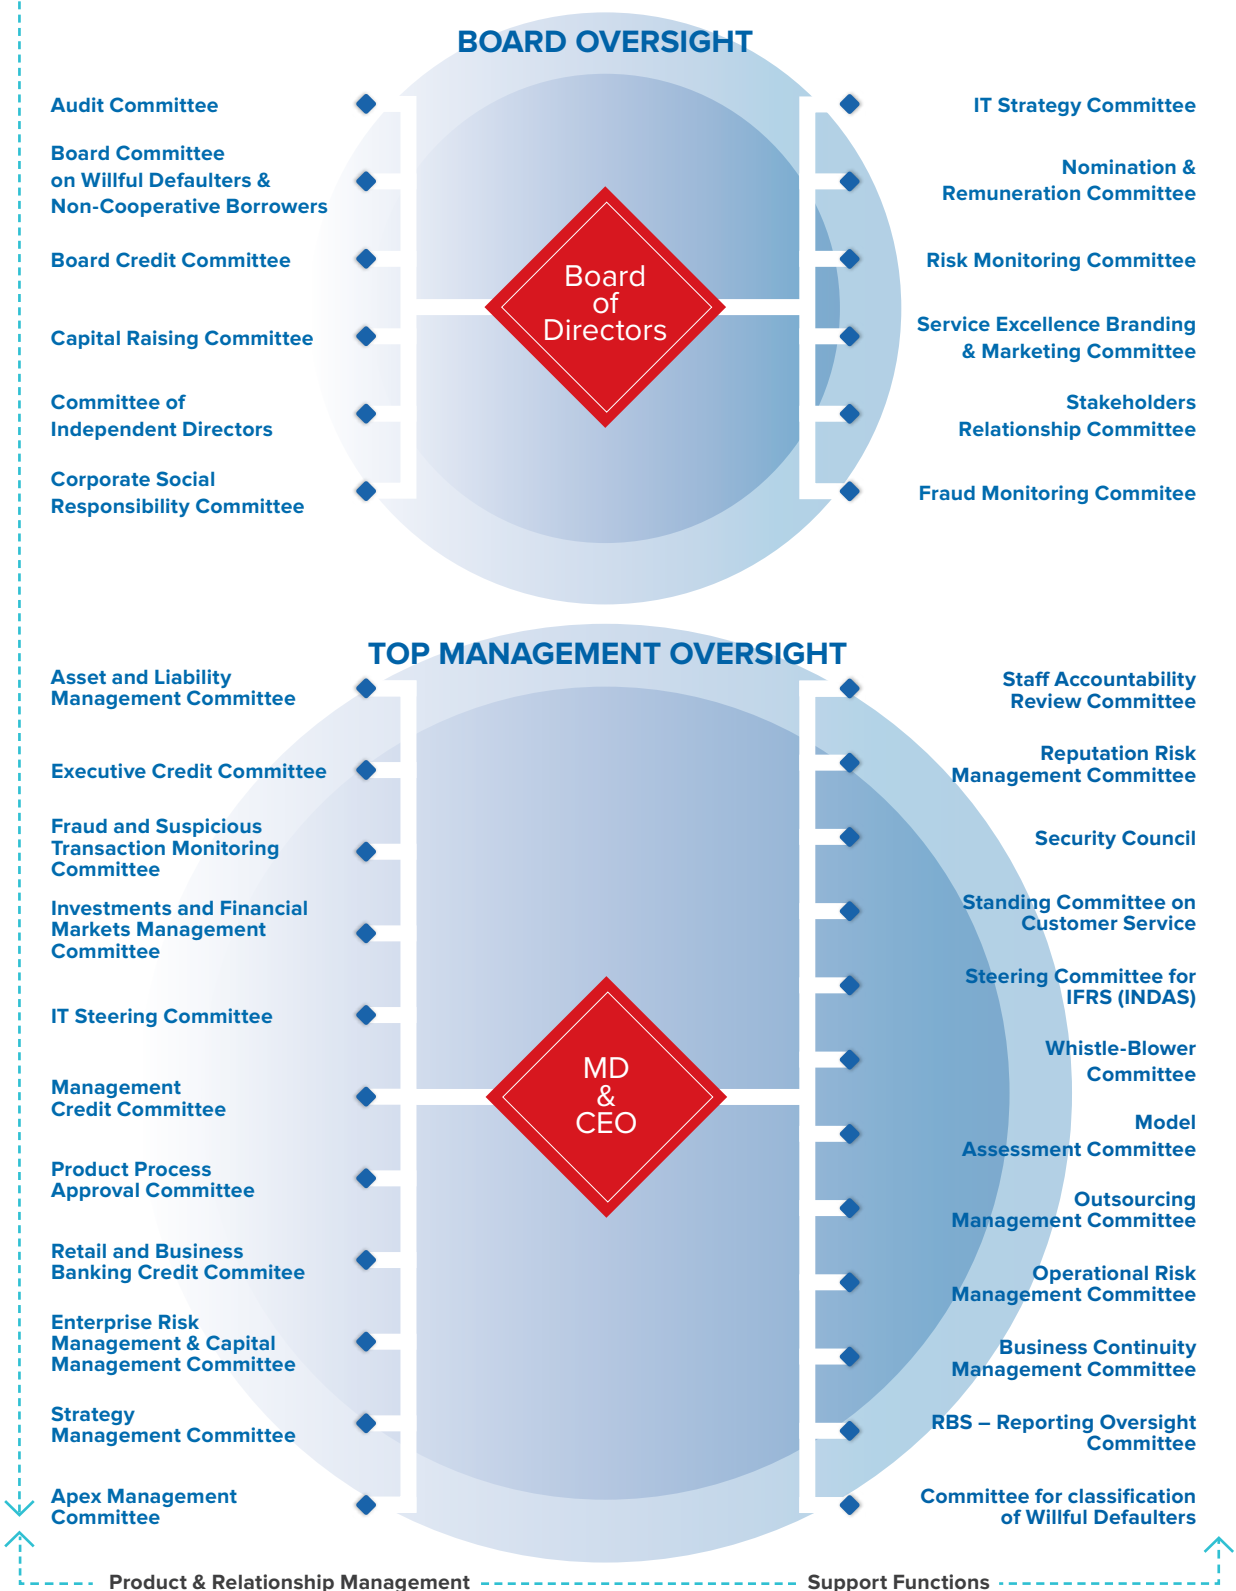 BOARD OVERSIGHT
Audit Committee
Board Committee
on Willful Defaulters &
Non-Cooperative Borrowers
Board Credit Committee
Capital Raising Committee
Committee of
Independent Directors
Corporate Social
Responsibility Committee
Board
of
Directors
IT Strategy Committee
Nomination &
Remuneration Committee
Risk Monitoring Committee
Service Excellence Branding
& Marketing Committee
Stakeholders
Relationship Committee
Fraud Monitoring Commitee
TOP MANAGEMENT OVERSIGHT
Asset and Liability
Management Committee
Executive Credit Committee
Fraud and Suspicious
Transaction Monitoring
Committee
Investments and Financial
Markets Management
Committee
IT Steering Committee
Management
Credit Committee
Product Process
Approval Committee
Retail and Business
Banking Credit Commitee
Enterprise Risk
Management & Capital
Management Committee
Strategy
Management Committee
Apex Management
Committee
MD
&
CEO
Staff Accountability
Review Committee
Reputation Risk
Management Committee
Security Council
Standing Committee on
Customer Service
Steering Committee for
IFRS (INDAS)
Whistle-Blower
Committee
Model
Assessment Committee
Outsourcing
Management Committee
Operational Risk
Management Committee
Business Continuity
Management Committee
RBS – Reporting Oversight
Committee
Committee for classification
of Willful Defaulters
Product & Relationship Management
Support Functions